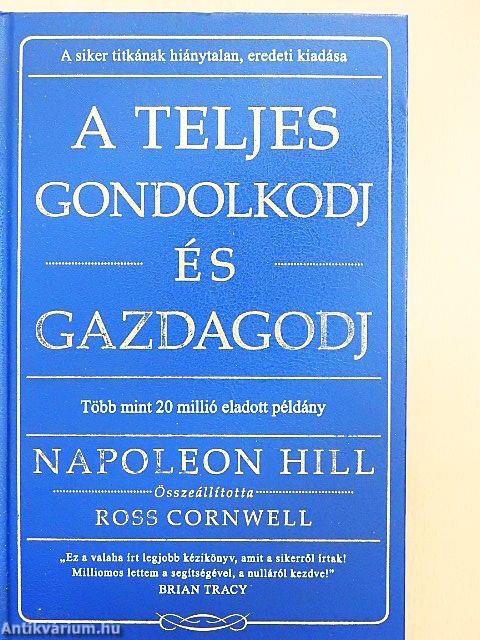 A siker titkának hiánytalan, eredeti kiadása
A TELJES
GONDOLKODJ
ÉS
GAZDAGODJ
Több mint 20 millió eladott példány
NAPOLEON HILL
Összeállította
ROSS CORNWELL
„Ez a valaha írt legjobb kézikönyv, amit a sikerről írtak!
Milliomos lettem a segítségével, a nulláról kezdve!"
BRIAN TRACY
Antikvárium.hu